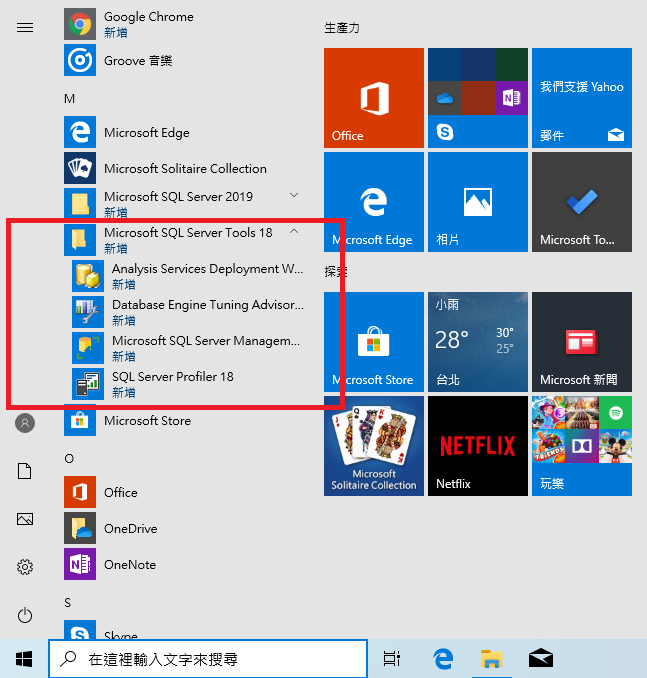 Google Chrome
新增
Groove 音樂
M
Microsoft Edge
Microsoft Solitaire Collection
Microsoft SQL Server 2019
新增
Microsoft SQL Server Tools 18
新增
Analysis Services Deployment W...
新增
Database Engine Tuning Advisor...
新增
Microsoft SQL Server Managem...
新增
SQL Server Profiler 18
新增
Microsoft Store
O
Office
OneDrive
OneNote
S
Skype
生產力
Office
我們支援 Yahoo
郵件
Microsoft Edge
相片
Microsoft To...
探索
Microsoft Store
小雨
28°
30°
25°
台北
Microsoft 新聞
Microsoft
Solitaire Collection
NETFLIX
Netflix
FRIENDS
玩樂
在這裡輸入文字來搜尋